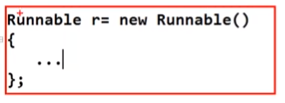 Runnable r= new Runnable()
{
...
};